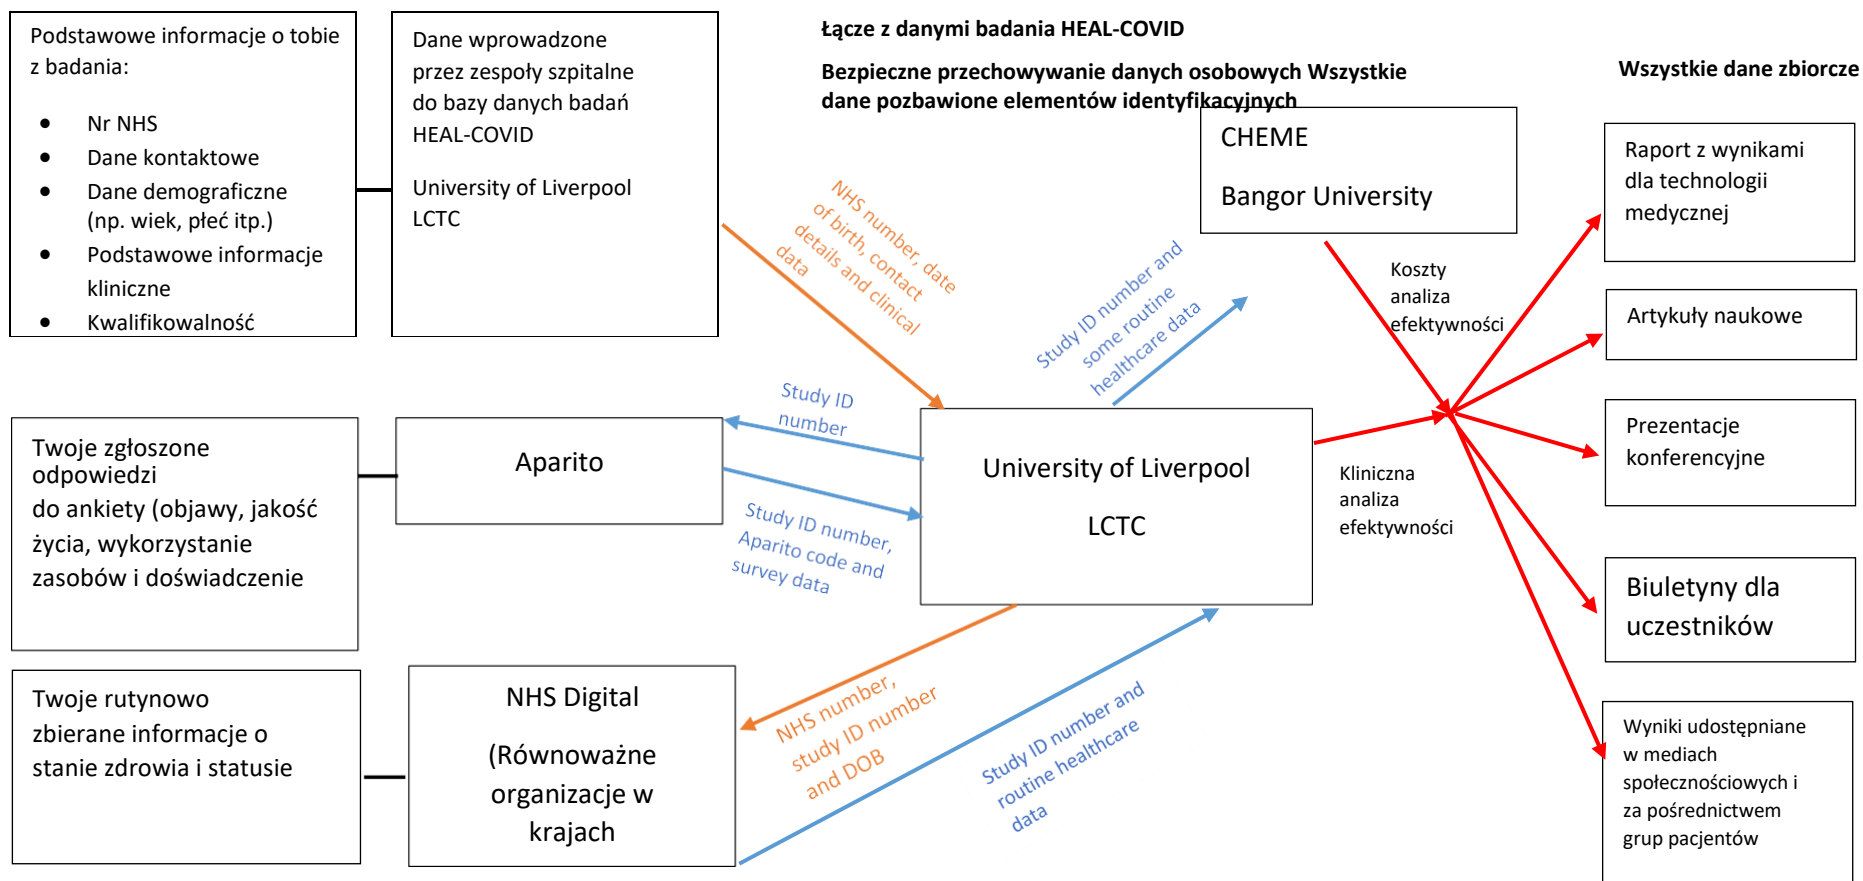 Podstawowe informacje o tobie
z badania:
● Nr NHS
● Dane kontaktowe
● Dane demograficzne
(np. wiek, płeć itp.)
● Podstawowe informacje
kliniczne
● Kwalifikowalność
Dane wprowadzone
przez zespoły szpitalne
do bazy danych badań
HEAL-COVID
University of Liverpool
LCTC
Łącze z danymi badania HEAL-COVID
Bezpieczne przechowywanie danych osobowych Wszystkie
dane pozbawione elementów identyfikacyjnych
Wszystkie dane zbiorcze
NHS number, date
of birth, contact
details and clinical
data
CHEME
Bangor University
Study ID number and
some routine
healthcare data
Koszty
analiza
efektywności
Raport z wynikami
dla technologii
medycznej
Artykuły naukowe
Prezentacje
konferencyjne
Biuletyny dla
uczestników
Wyniki udostępniane
w mediach
społecznościowych i
za pośrednictwem
grup pacjentów
Twoje zgłoszone
odpowiedzi
do ankiety (objawy, jakość
życia, wykorzystanie
zasobów i doświadczenie
Aparito
Study ID
number
Study ID number,
Aparito code and
survey data
University of Liverpool
LCTC
Kliniczna
analiza
efektywności
Twoje rutynowo
zbierane informacje o
stanie zdrowia i statusie
NHS Digital
(Równoważne
organizacje w
krajach
NHS number,
study ID number
and DOB
Study ID number and
routine healthcare
data